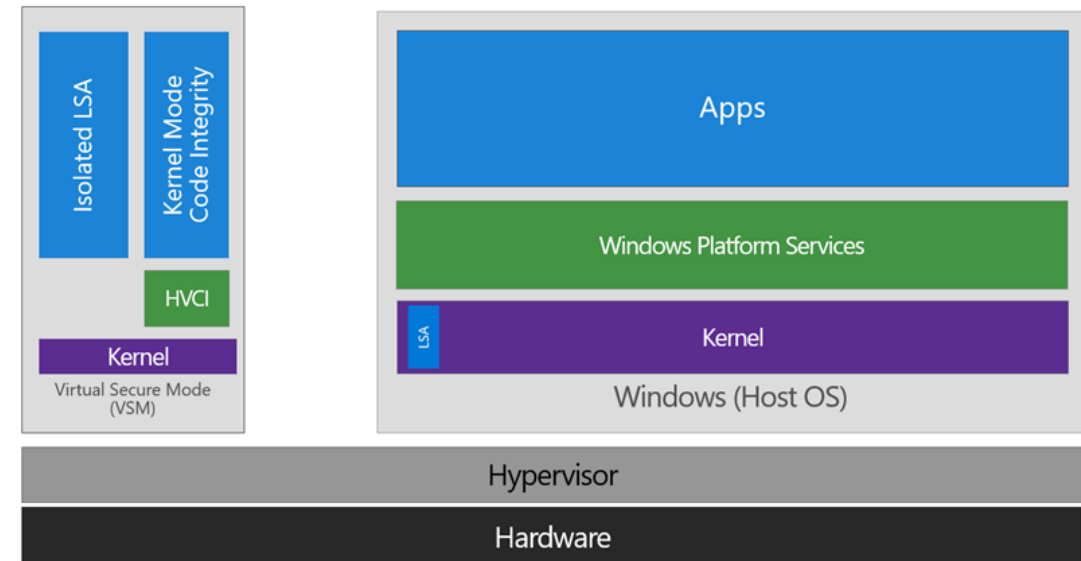 Isolated LSA
Kernel Mode
Code Integrity
HVCI
Kernel
Virtual Secure Mode
(VSM)
Apps
Windows Platform Services
LSA
Kernel
Windows (Host OS)
Hypervisor
Hardware